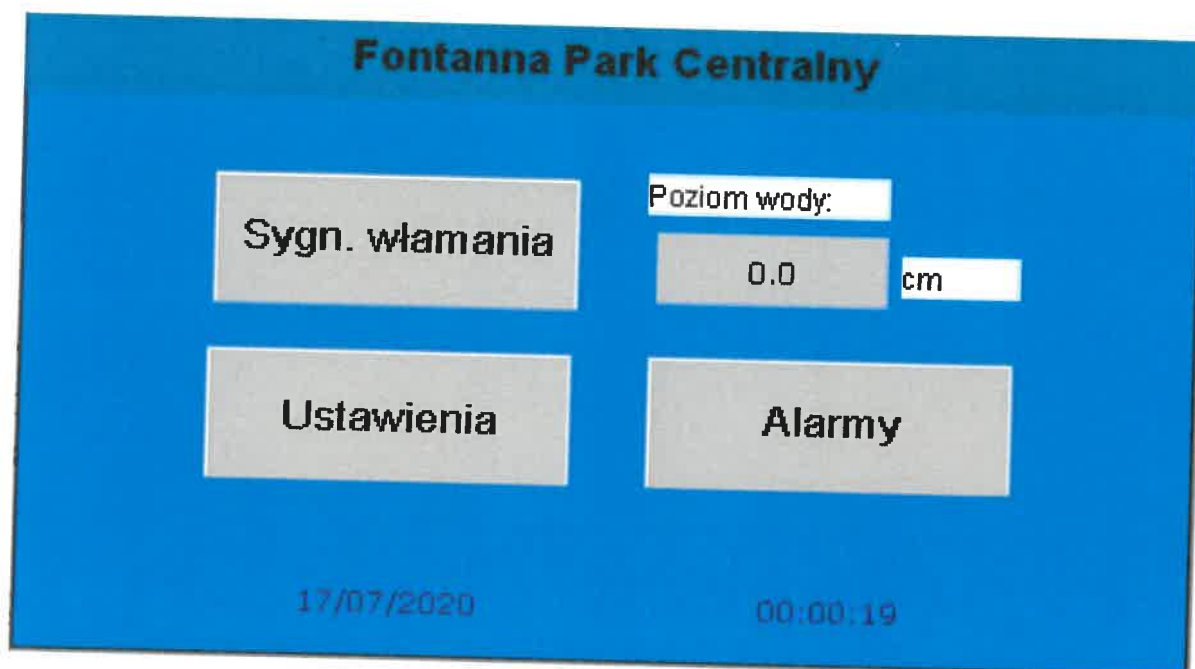 Fontanna Park Centralny
Sygn. włamania
Poziom wody:
0.0
cm
Ustawienia
Alarmy
17/07/2020
00:00:19